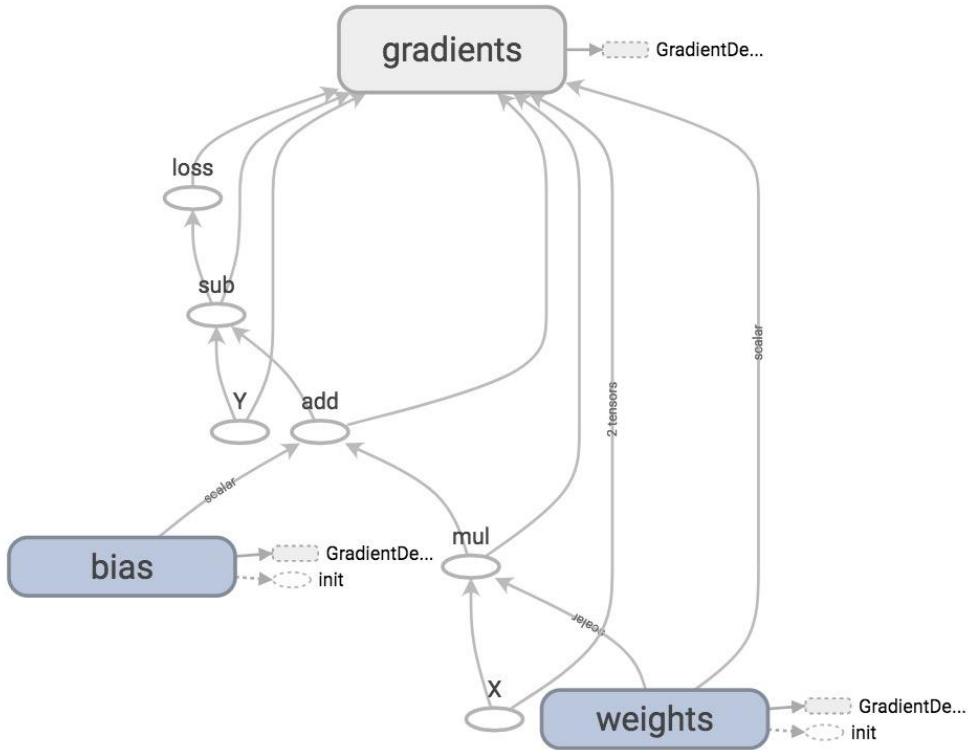 gradients
GradientDe...
loss
sub
Y
add
scalar
2 tensors
scalar
mul
bias
GradientDe...
init
scalar
X
weights
GradientDe...
init